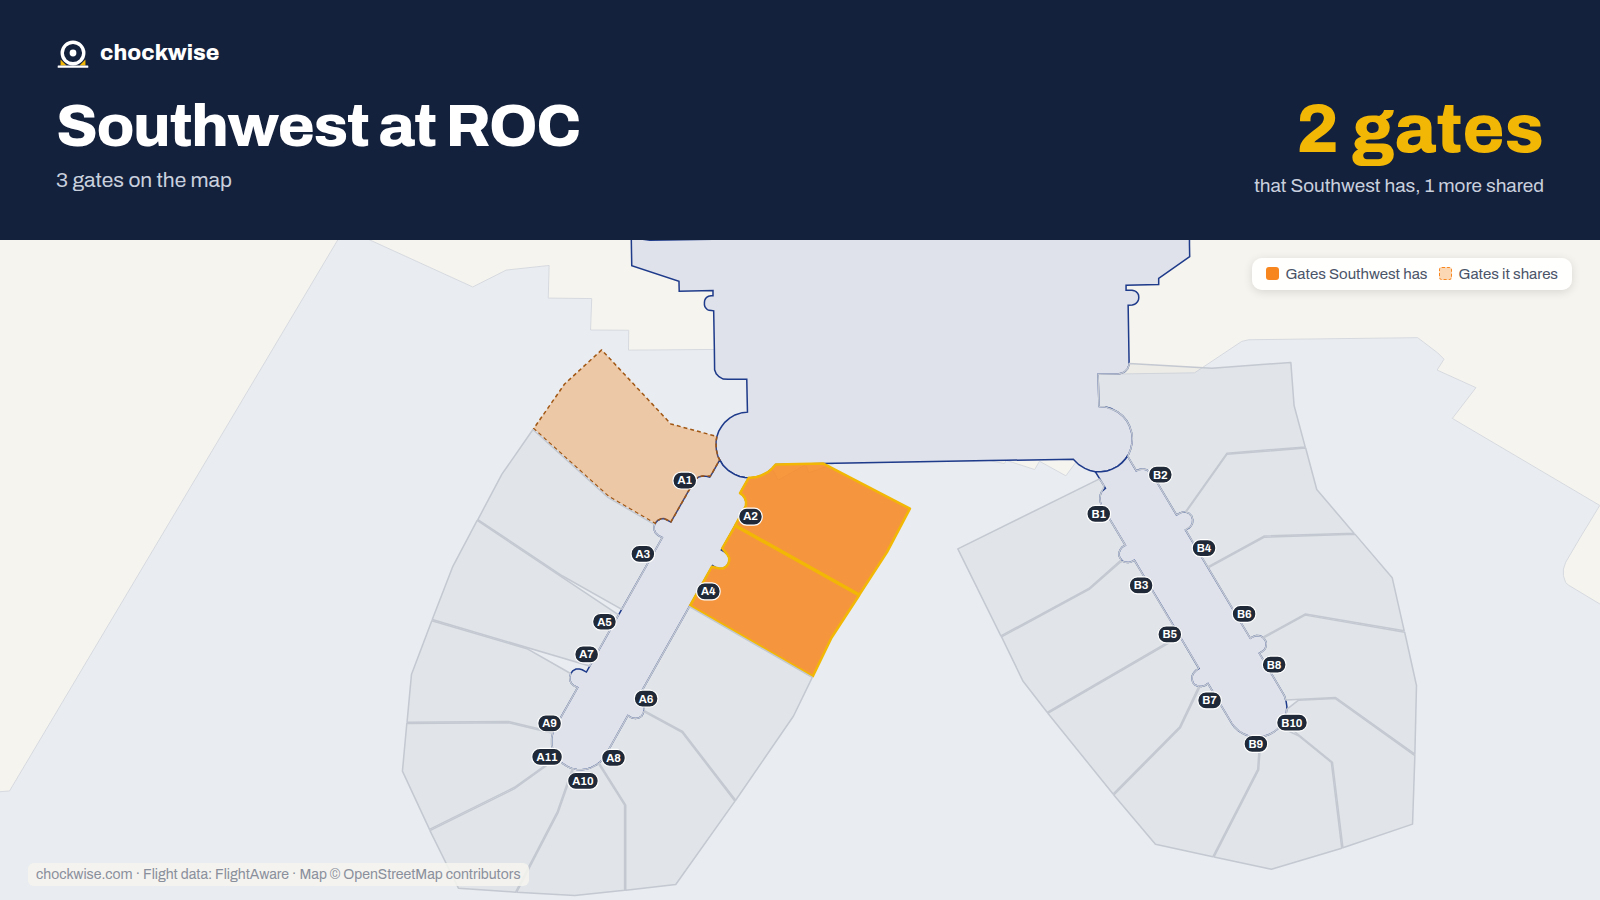 chockwise
Southwest at ROC
3 gates on the map
2 gates
that Southwest has, 1 more shared
Gates Southwest has
Gates it shares
A1
A2
A3
A4
A5
A7
A6
A9
A11
A8
A10
B2
B1
B4
B3
B6
B5
B8
B7
B10
B9
chockwise.com · Flight data: FlightAware · Map © OpenStreetMap contributors